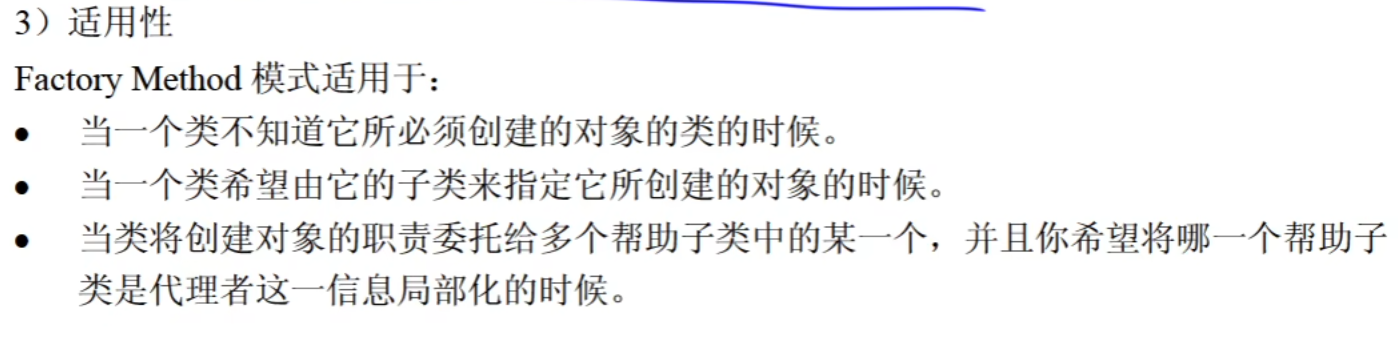 3）适用性
Factory Method 模式适用于：
● 当一个类不知道它所必须创建的对象的类的时候。
● 当一个类希望由它的子类来指定它所创建的对象的时候。
● 当类将创建对象的职责委托给多个帮助子类中的某一个，并且你希望将哪一个帮助子
类是代理者这一信息局部化的时候。